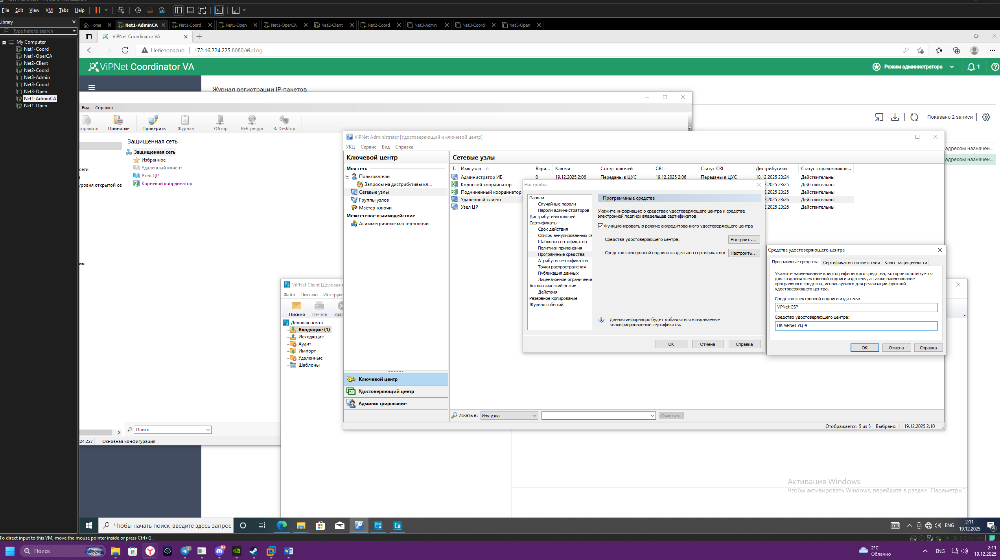 File Edit View VM Tabs Help
Library
Type here to search
My Computer
Net1-Coord
Net1-OperCA
Net2-Client
Net2-Coord
Net3-Admin
Net3-Coord
Net3-Open
Net1-AdminCA
Net1-Open
Home Net1-AdminCA Net1-Coord Net1-Open Net1-OperCA Net2-Client Net2-Coord Net3-Admin Net3-Coord Net3-Open
ViPNet Coordinator VA
Небезопасно 172.16.224.225:8080/#ipLog
ViPNet Coordinator VA
Режим администратора
1
Журнал регистрации IP-пакетов
Показано 2 записи
адресом назначен...
адресом назначен...
Вид Справка
тправить Принятые Проверить Журнал Обзор Веб-ресурс R. Desktop
сети
уровня открытой сет
ия
Защищенная сеть
Защищенная сеть
Избранное
Удаленный клиент
Узел ЦР
Корневой координатор
Поиск
24.227 Основная конфигурация
ViPNet Client [Деловая п
Файл Письмо Инструм
Письмо Печать Удал
Деловая почта
Входящие (1)
Исходящие
Аудит
Импорт
Удаленные
Шаблоны
ViPNet Administrator [Удостоверяющий и ключевой центр]
УКЦ Сервис Вид Справка
Ключевой центр
Моя сеть
Пользователи
Запросы на дистрибутивы кл...
Сетевые узлы
Группы узлов
Мастер-ключи
Межсетевое взаимодействие
Асимметричные мастер-ключи
Ключевой центр
Удостоверяющий центр
Администрирование
Сетевые узлы
Т. Имя узла Вари... Ключи Статус ключей CRL Статус CRL Дистрибутивы Статус справочников...
Администратор ИБ 0 19.12.2025 2:06 Переданы в ЦУС 19.12.2025 2:06 Переданы в ЦУС 18.12.2025 23:24 Действительны
Корневой координатор 2.2025 23:25 Действительны
Подчиненный координатор 2.2025 23:25 Действительны
Удаленный клиент 2.2025 23:26 Действительны
Узел ЦР 2.2025 23:26 Действительны
Искать в: Имя узла Очистить
Отображается: 5 из 5 Выбрано: 1 19.12.2025 2:10
Настройка
Пароли
Случайные пароли
Пароли администраторов
Дистрибутивы ключей
Сертификаты
Срок действия
Список аннулированных се
Шаблоны сертификатов
Политики применения
Программные средства
Атрибуты сертификатов
Точки распространения
Публикация данных
Лицензионное ограничение
Автоматический режим
Действия
Резервное копирование
Журнал событий
Программные средства
Укажите информацию о средствах удостоверяющего центра и средстве
электронной подписи владельцев сертификатов.
Функционировать в режиме аккредитованного удостоверяющего центра
Средства удостоверяющего центра: Настроить...
Средство электронной подписи владельцев сертификатов: Настроить...
Данная информация будет добавляться в издаваемые
квалифицированные сертификаты.
OK Отмена Справка
Средства удостоверяющего центра
Программные средства Сертификаты соответствия Класс защищенности
Укажите наименование криптографического средства, которое используется
для создания электронной подписи издателя, а также наименование
программного средства, используемого для реализации функций
удостоверяющего центра.
Средство электронной подписи издателя:
ViPNet CSP
Средство удостоверяющего центра:
ПК ViPNet УЦ 4
OK Отмена Справка
Активация Windows
Чтобы активировать Windows, перейдите в раздел "Параметры".
Чтобы начать поиск, введите здесь запрос
ENG
2:11
19.12.2025
4
To direct input to this VM, move the mouse pointer inside or press Ctrl+G.
Поиск
51
9+
2°C
Облачно
ENG
2:11
19.12.2025